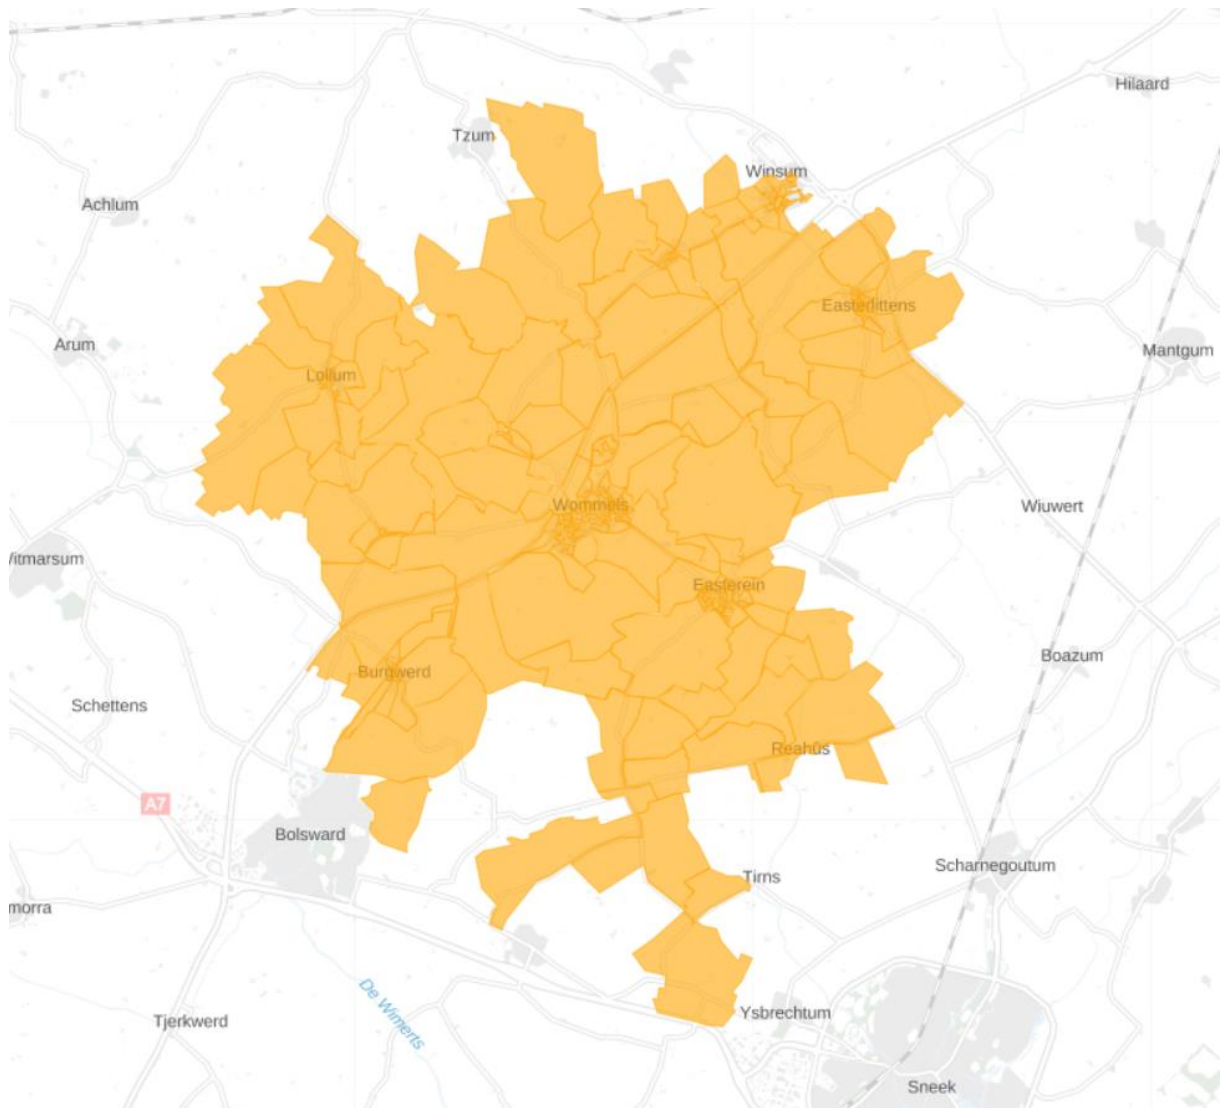 Hilaard
Tzum
Winsum
Achlum
Easterlittens
Arum
Mantgum
Lollum
Wommels
Wiuwert
Witmarsum
Easterein
Boazum
Burgwerd
Schettens
Reahûs
A7
Bolsward
Scharnegoutum
Tirns
morra
De Wimerts
Ysbrechtum
Tjerkwerd
Sneek